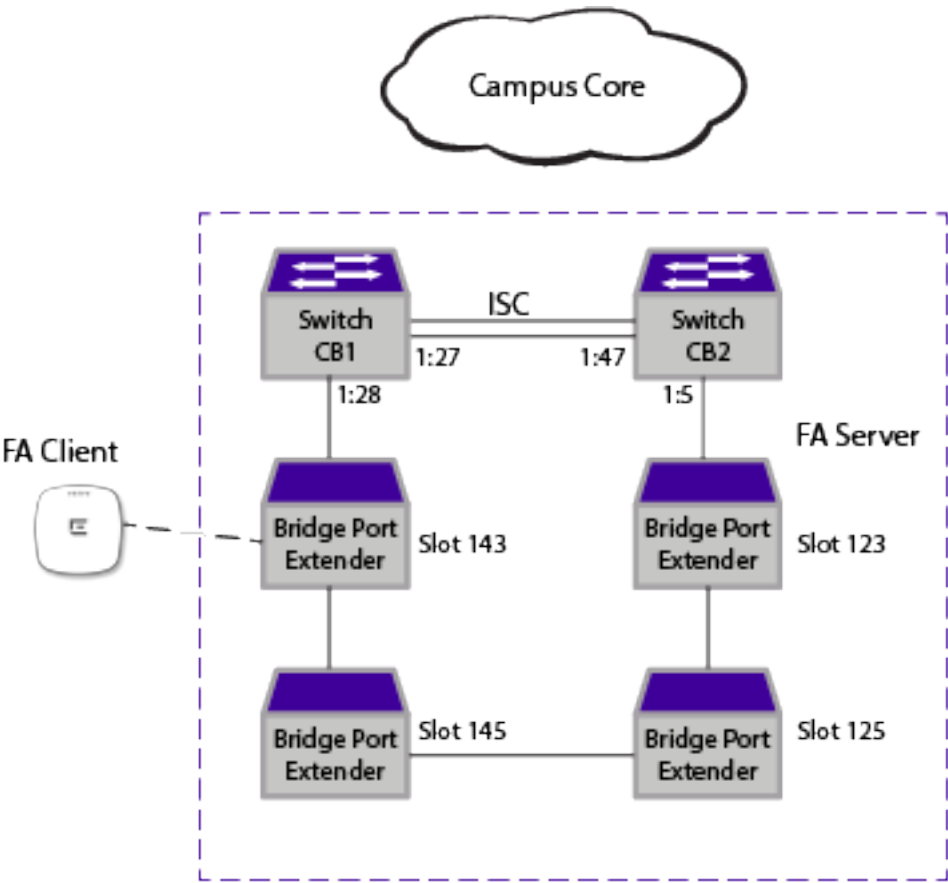 Campus Core
ISC
Switch
CB1
Switch
CB2
1:27
1:47
1:28
1:5
FA Client
FA Server
Bridge Port
Extender
Slot 143
Bridge Port
Extender
Slot 123
Bridge Port
Extender
Slot 145
Bridge Port
Extender
Slot 125